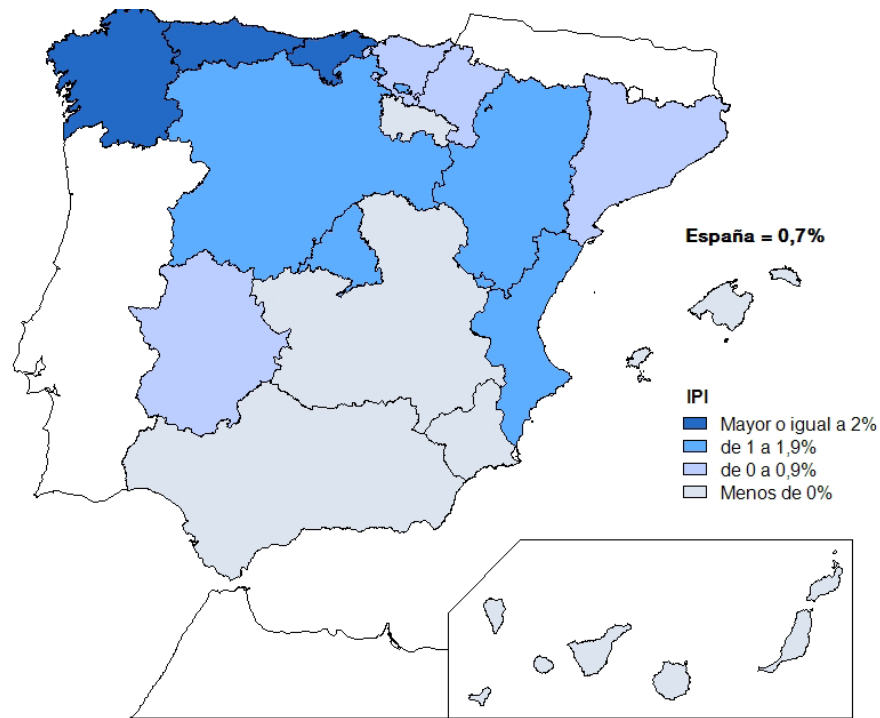 España = 0,7%
IPI
Mayor o igual a 2%
de 1 a 1,9%
de 0 a 0,9%
Menos de 0%